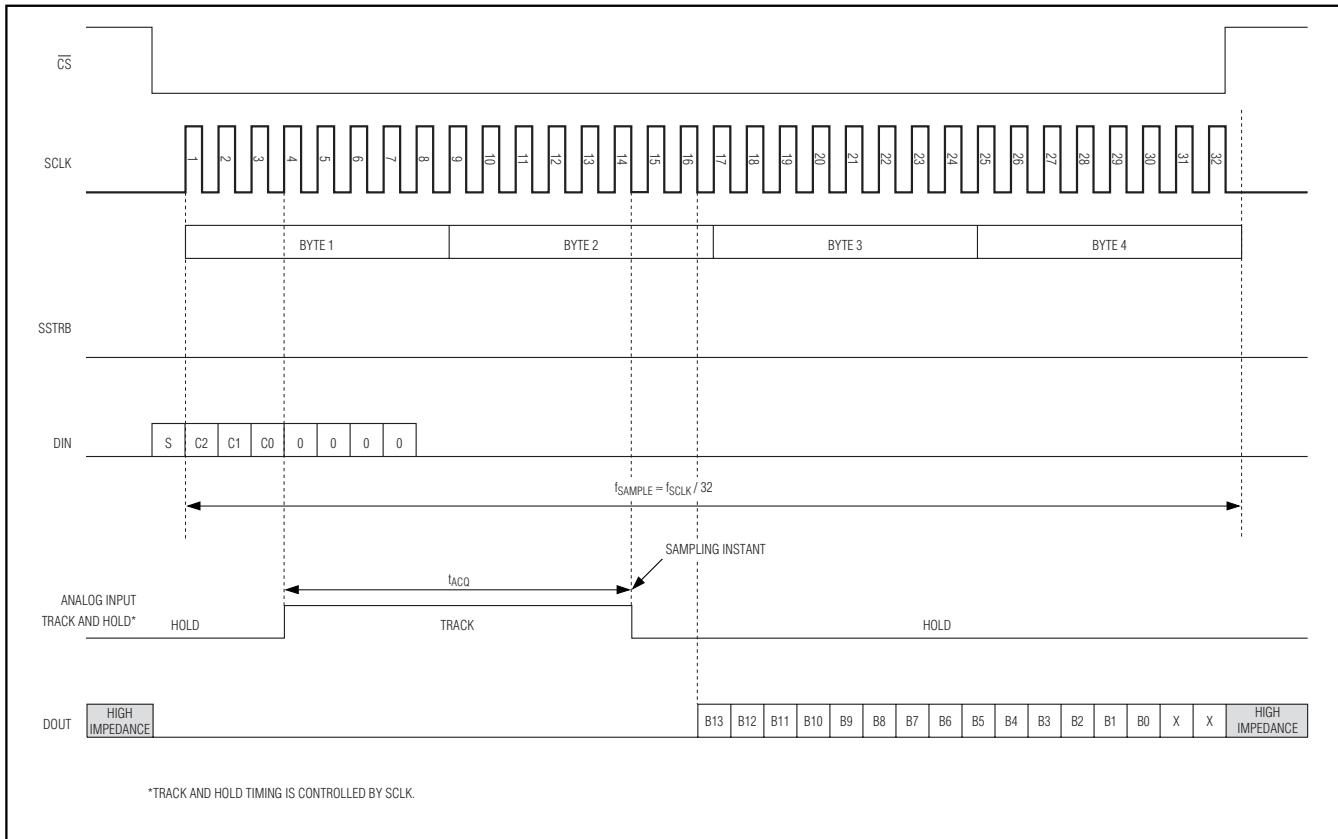 CS
SCLK
1 2 3 4 5 6 7 8 9 10 11 12 13 14 15 16 17 18 19 20 21 22 23 24 25 26 27 28 29 30 31 32
BYTE 1 BYTE 2 BYTE 3 BYTE 4
SSTRB
DIN
S C2 C1 C0 0 0 0 0
fSAMPLE = fSCLK / 32
SAMPLING INSTANT
tACQ
ANALOG INPUT
TRACK AND HOLD*
HOLD TRACK HOLD
DOUT
HIGH
IMPEDANCE
B13 B12 B11 B10 B9 B8 B7 B6 B5 B4 B3 B2 B1 B0 X X
HIGH
IMPEDANCE
*TRACK AND HOLD TIMING IS CONTROLLED BY SCLK.